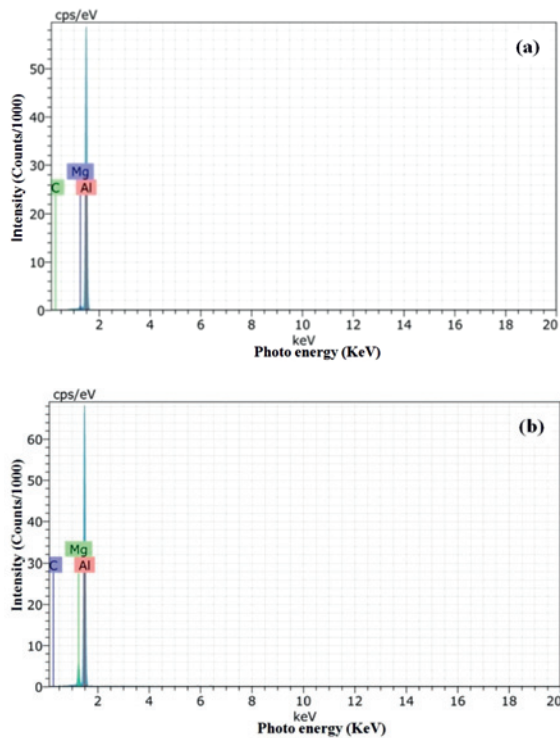 cps/eV
(a)
50
40
30
20
10
0
Mg
C
Al
2
4
6
8
10
12
14
16
18
20
keV
Intensity (Counts/1000)
Photo energy (KeV)
cps/eV
(b)
60
50
40
30
20
10
0
Mg
C
Al
2
4
6
8
10
12
14
16
18
20
keV
Intensity (Counts/1000)
Photo energy (KeV)